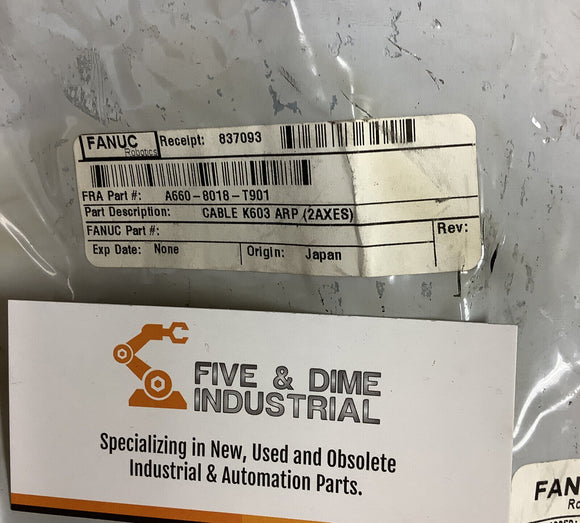 FANUC
Robotics
Receipt: 837093
FRA Part #: A660-8018-T901
Part Description: CABLE K603 ARP (2AXES)
FANUC Part #:
Rev:
Exp Date: None Origin: Japan
FIVE & DIME
INDUSTRIAL
Specializing in New, Used and Obsolete
Industrial & Automation Parts.
FAN
Ro